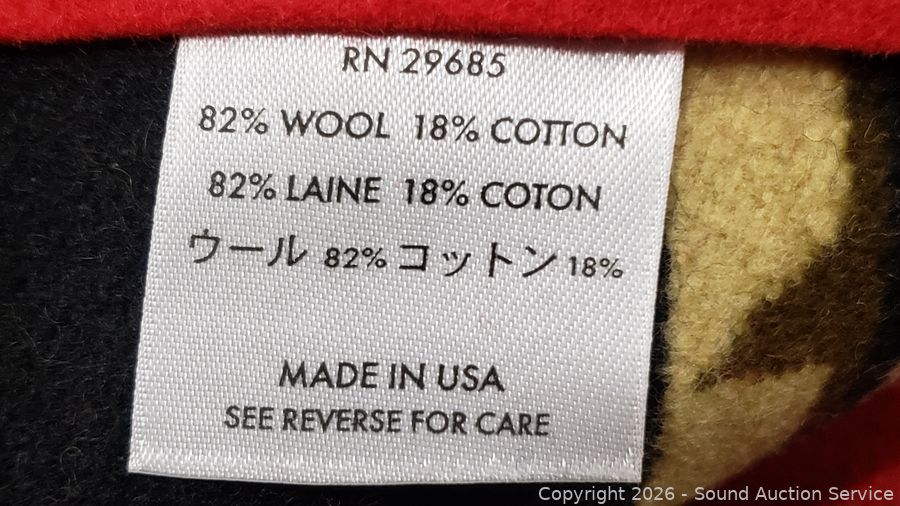 RN 29685
82% WOOL 18% COTTON
82% LAINE 18% COTON
ウール 82% コットン 18%
MADE IN USA
SEE REVERSE FOR CARE
Copyright 2026 - Sound Auction Service